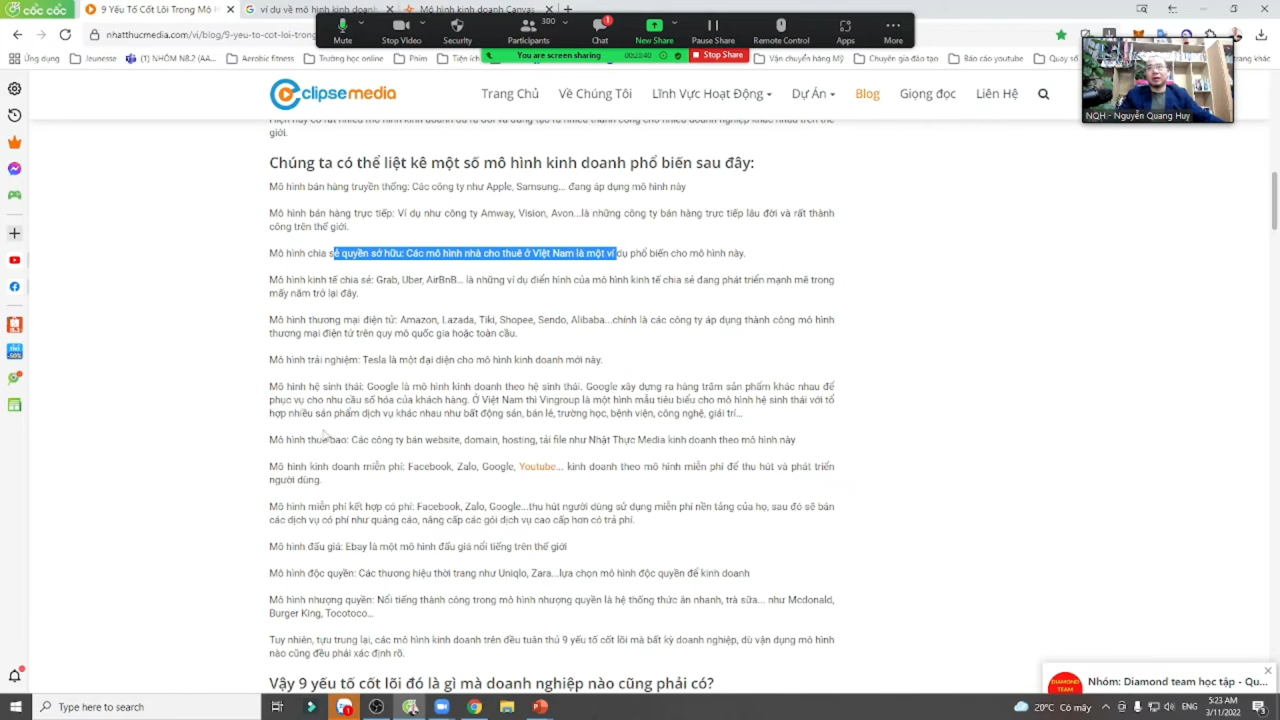 9 Yếu Tố Cốt Lõi Trong Mô H
ví dụ về mô hình kinh doanh
Mô hình kinh doanh
nhatthucmedia.com/vi/blog/9-yeu-to-cot-loi-trong
Mute
Stop Video
Security
Participants
300
Chat
1
New Share
Pause Share
Remote Control
Apps
More
You are screen sharing
Stop Share
Ứng dụng
(1) NHÓM N8.2 (AA...
Aerobic fitness
Trường học online
Phim
Tiện ích
Vận chuyển hàng Mỹ
Chuyên gia đào tạo
Báo cáo youtube
Quay số
NQH - Nguyễn Quang Huy
clipsemedia
Trang Chủ
Về Chúng Tôi
Lĩnh Vực Hoạt Động
Dự Án
Blog
Giọng đọc
Liên Hệ
giới.
Chúng ta có thể liệt kê một số mô hình kinh doanh phổ biến sau đây:
Mô hình bán hàng truyền thống: Các công ty như Apple, Samsung... đang áp dụng mô hình này
Mô hình bán hàng trực tiếp: Ví dụ như công ty Amway, Vision, Avon...là những công ty bán hàng trực tiếp lâu đời và rất thành
công trên thế giới.
Mô hình chia sẻ quyền sở hữu: Các mô hình nhà cho thuê ở Việt Nam là một ví dụ phổ biến cho mô hình này.
Mô hình kinh tế chia sẻ: Grab, Uber, AirBnB... là những ví dụ điển hình của mô hình kinh tế chia sẻ đang phát triển mạnh mẽ trong
mấy năm trở lại đây.
Mô hình thương mại điện tử: Amazon, Lazada, Tiki, Shopee, Sendo, Alibaba...chính là các công ty áp dụng thành công mô hình
thương mại điện tử trên quy mô quốc gia hoặc toàn cầu.
Mô hình trải nghiệm: Tesla là một đại diện cho mô hình kinh doanh mới này.
Mô hình hệ sinh thái: Google là mô hình kinh doanh theo hệ sinh thái. Google xây dựng ra hàng trăm sản phẩm khác nhau để
phục vụ cho nhu cầu số hóa của khách hàng. Ở Việt Nam thì Vingroup là một hình mẫu tiêu biểu cho mô hình hệ sinh thái với tổ
hợp nhiều sản phẩm dịch vụ khác nhau như bất động sản, bán lẻ, trường học, bệnh viện, công nghệ, giải trí...
Mô hình thuê bao: Các công ty bán website, domain, hosting, tải file như Nhật Thực Media kinh doanh theo mô hình này
Mô hình kinh doanh miễn phí: Facebook, Zalo, Google, Youtube... kinh doanh theo mô hình miễn phí để thu hút và phát triển
người dùng.
Mô hình miễn phí kết hợp có phí: Facebook, Zalo, Google...thu hút người dùng sử dụng miễn phí nền tảng của họ, sau đó sẽ bán
các dịch vụ có phí như quảng cáo, nâng cấp các gói dịch vụ cao cấp hơn có trả phí.
Mô hình đấu giá: Ebay là một mô hình đấu giá nổi tiếng trên thế giới
Mô hình độc quyền: Các thương hiệu thời trang như Uniqlo, Zara...lựa chọn mô hình độc quyền để kinh doanh
Mô hình nhượng quyền: Nổi tiếng thành công trong mô hình nhượng quyền là hệ thống thức ăn nhanh, trà sữa... như Mcdonald,
Burger King, Tocotoco...
Tuy nhiên, tựu trung lại, các mô hình kinh doanh trên đều tuân thủ 9 yếu tố cốt lõi mà bất kỳ doanh nghiệp, dù vận dụng mô hình
nào cũng đều phải xác định rõ.
Vậy 9 yếu tố cốt lõi đó là gì mà doanh nghiệp nào cũng phải có?
DIAMOND
TEAM
Nhóm: Diamond team học tập - Qu...
Type here to search
20°C Có mây
5:23 AM
3/11/2022